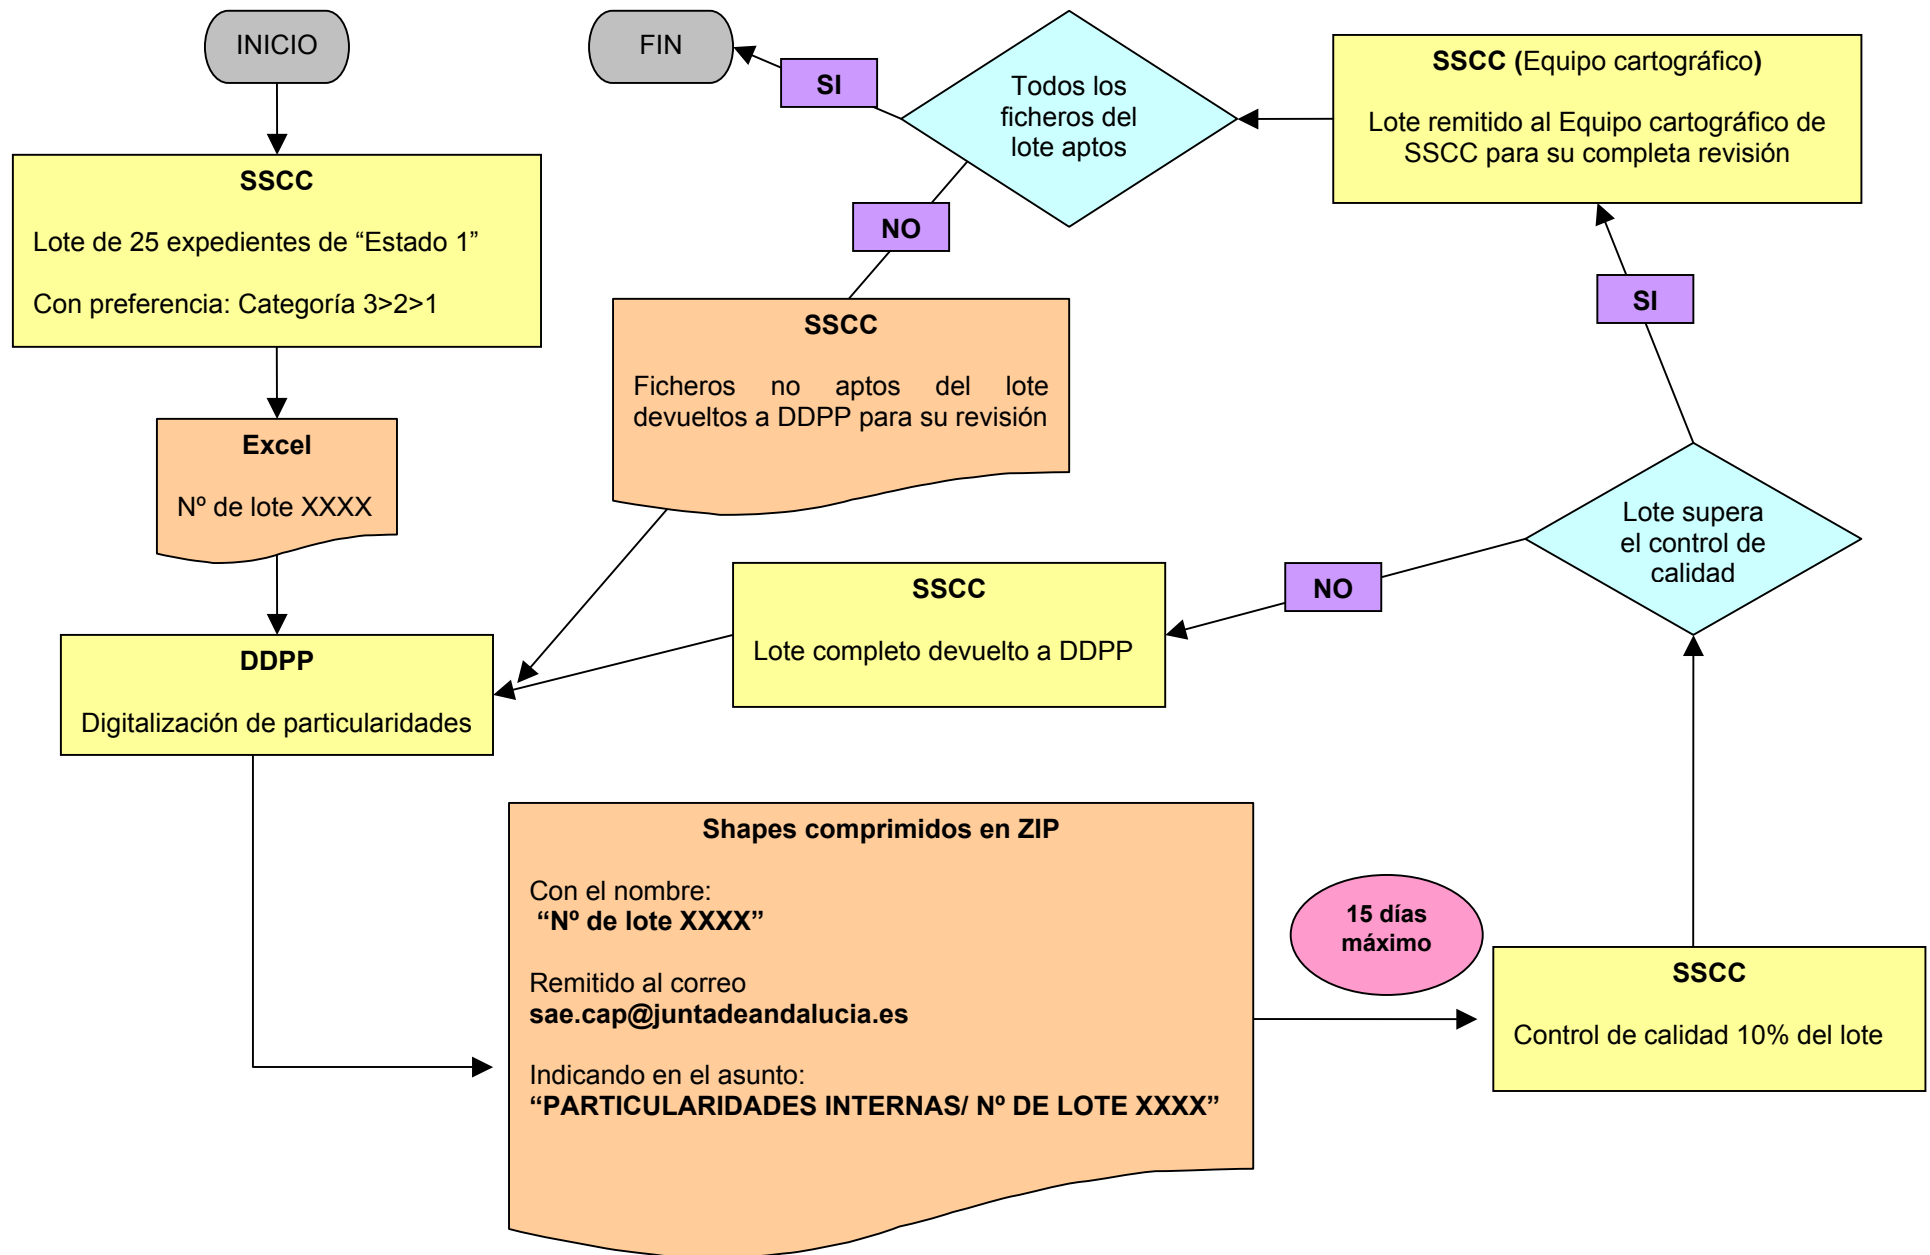 INICIO
FIN
SI
Todos los
ficheros del
lote aptos
SSCC (Equipo cartográfico)
Lote remitido al Equipo cartográfico de
SSCC para su completa revisión
SSCC
Lote de 25 expedientes de “Estado 1”
Con preferencia: Categoría 3>2>1
NO
SI
SSCC
Ficheros no aptos del lote
devueltos a DDPP para su revisión
Excel
Nº de lote XXXX
Lote supera
el control de
calidad
NO
SSCC
Lote completo devuelto a DDPP
DDPP
Digitalización de particularidades
Shapes comprimidos en ZIP
Con el nombre:
“Nº de lote XXXX”
Remitido al correo
sae.cap@juntadeandalucia.es
Indicando en el asunto:
“PARTICULARIDADES INTERNAS/ Nº DE LOTE XXXX”
15 días
máximo
SSCC
Control de calidad 10% del lote